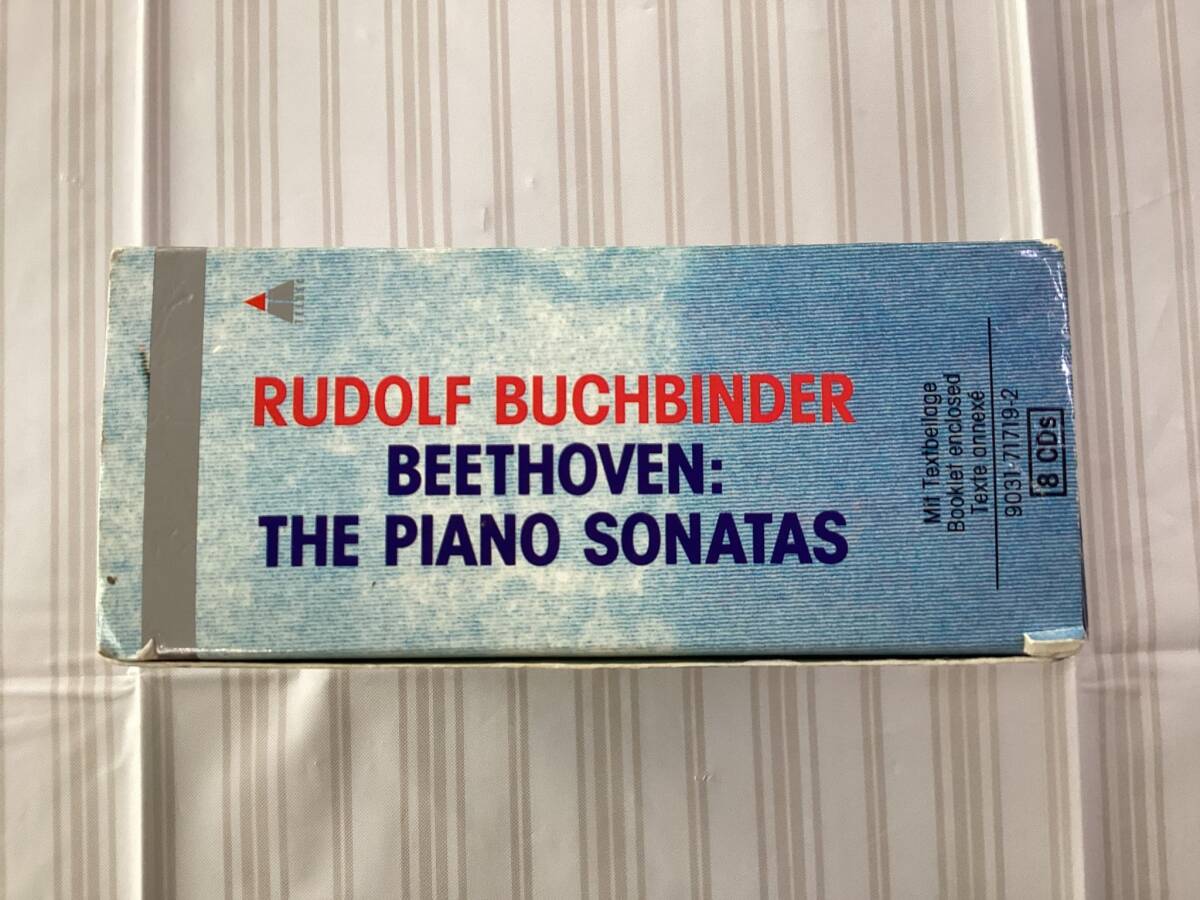 TELDEC
RUDOLF BUCHBINDER
BEETHOVEN:
THE PIANO SONATAS
Mit Textbeilage
Booklet enclosed
Texte annexé
9031-71719-2
8 CDs